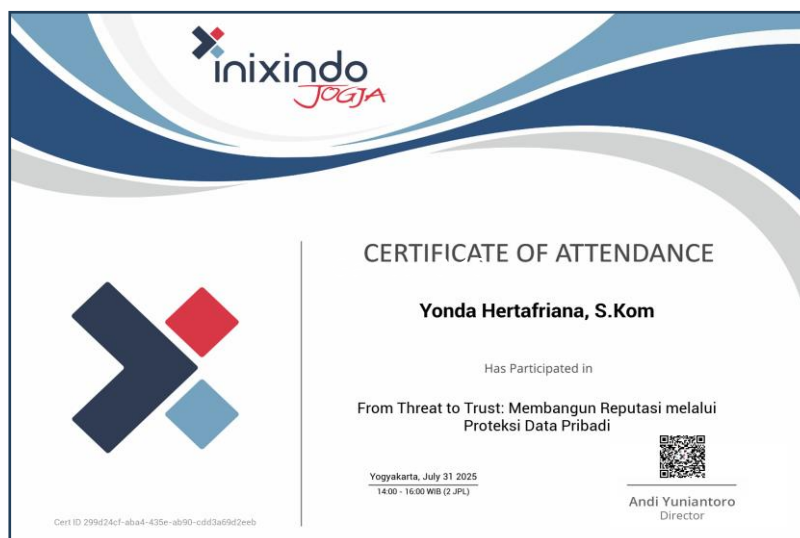 inixindo
JOGJA
CERTIFICATE OF ATTENDANCE
Yonda Hertafriana, S.Kom
Has Participated in
From Threat to Trust: Membangun Reputasi melalui
Proteksi Data Pribadi
Yogyakarta, July 31 2025
14:00 - 16:00 WIB (2 JPL)
Andi Yuniantoro
Director
Cert ID 299d24cf-aba4-435e-ab90-cdd3a69d2eeb